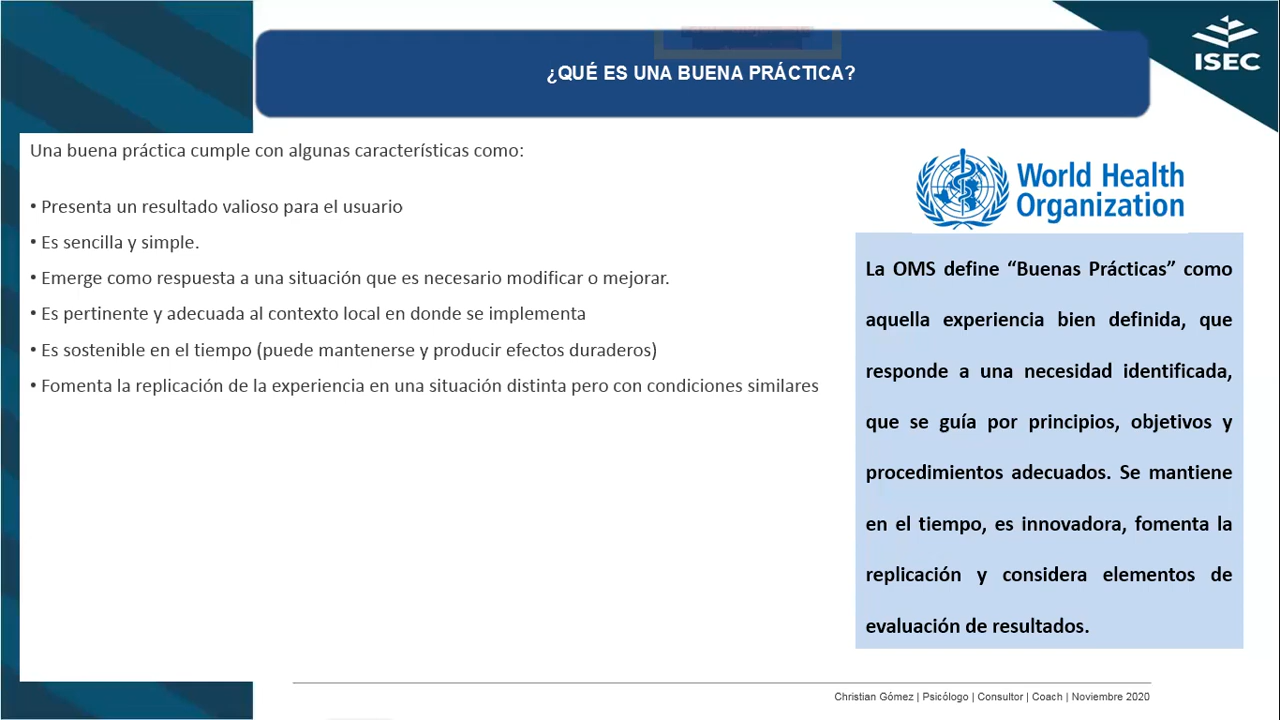 ¿QUÉ ES UNA BUENA PRÁCTICA?
ISEC
Una buena práctica cumple con algunas características como:
• Presenta un resultado valioso para el usuario
• Es sencilla y simple.
• Emerge como respuesta a una situación que es necesario modificar o mejorar.
• Es pertinente y adecuada al contexto local en donde se implementa
• Es sostenible en el tiempo (puede mantenerse y producir efectos duraderos)
• Fomenta la replicación de la experiencia en una situación distinta pero con condiciones similares
World Health
Organization
La OMS define “Buenas Prácticas” como
aquella experiencia bien definida, que
responde a una necesidad identificada,
que se guía por principios, objetivos y
procedimientos adecuados. Se mantiene
en el tiempo, es innovadora, fomenta la
replicación y considera elementos de
evaluación de resultados.
Christian Gómez | Psicólogo | Consultor | Coach | Noviembre 2020